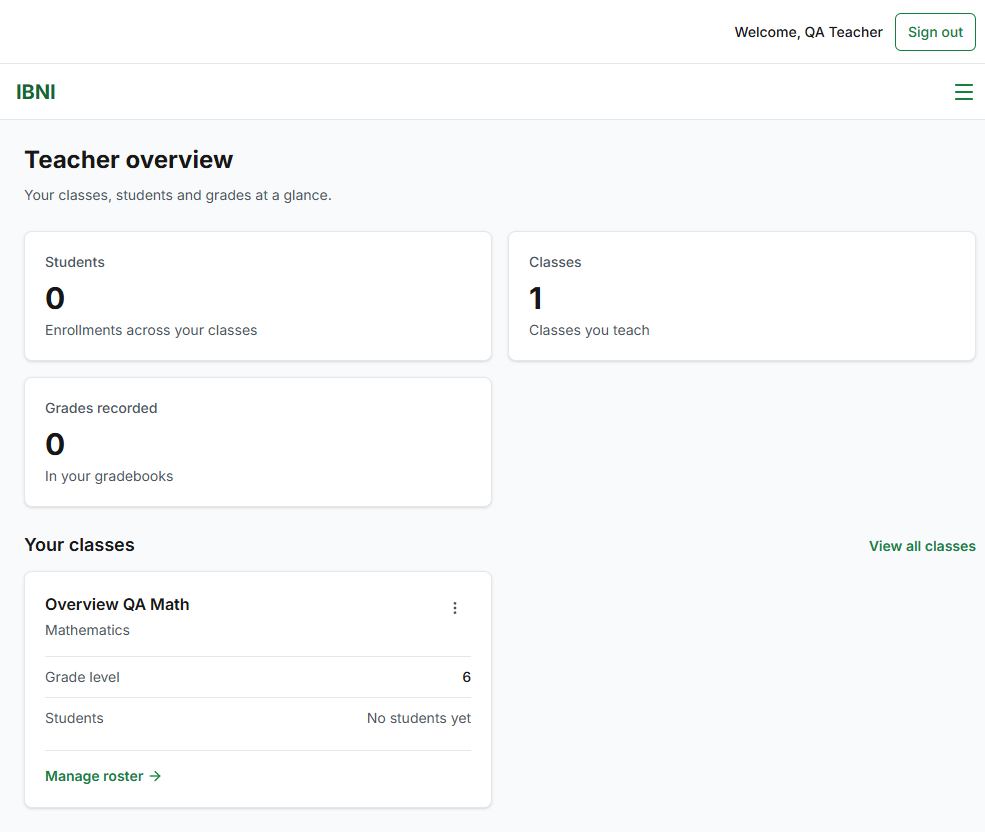 Welcome, QA Teacher
Sign out
IBNI
Teacher overview
Your classes, students and grades at a glance.
Students
0
Enrollments across your classes
Classes
1
Classes you teach
Grades recorded
0
In your gradebooks
Your classes
View all classes
Overview QA Math
Mathematics
Grade level 6
Students No students yet
Manage roster →